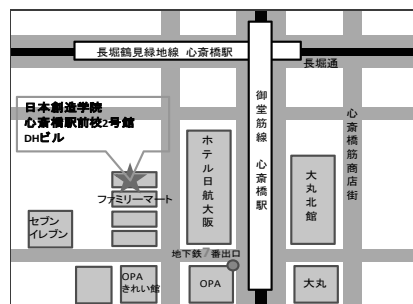 長堀鶴見緑地線 心斎橋駅
長堀通
日本創造学院
心斎橋駅前校2号館
DHビル
御堂筋線 心斎橋駅
心斎橋筋商店街
ホテル日航大阪
大丸北館
ファミリーマート
セブン
イレブン
地下鉄7番出口
OPA
きれい館
OPA
大丸